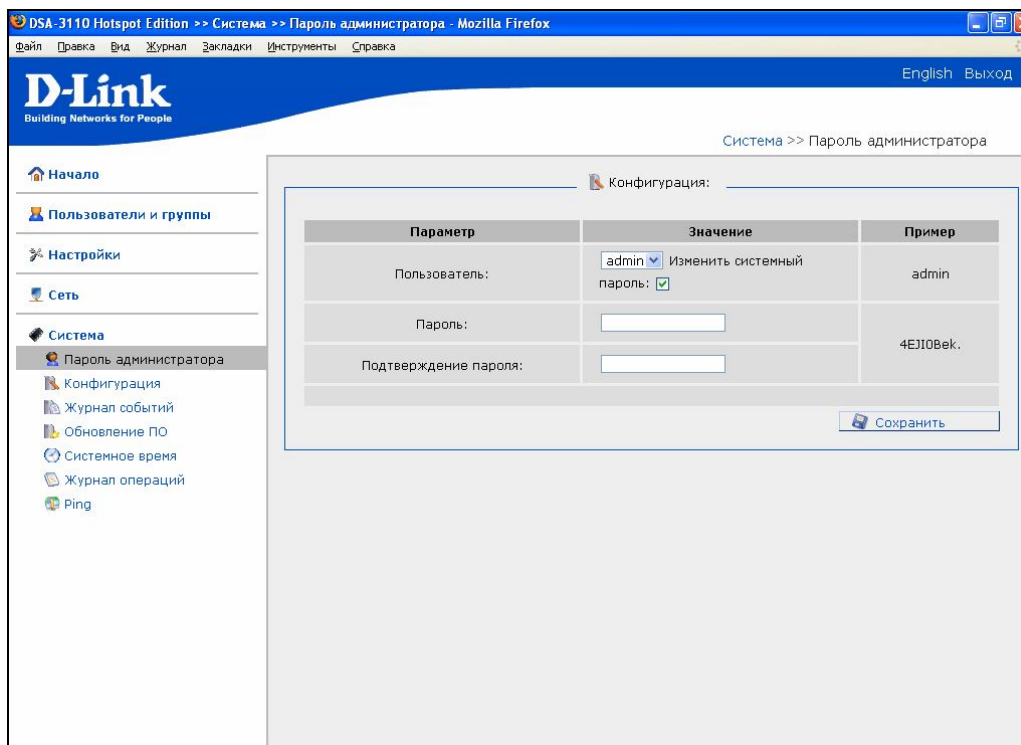 DSA-3110 Hotspot Edition >> Система >> Пароль администратора - Mozilla Firefox
Файл Правка Вид Журнал Закладки Инструменты Справка
English Выход
D-Link
Building Networks for People
Система >> Пароль администратора
Начало
Пользователи и группы
Настройки
Сеть
Система
Пароль администратора
Конфигурация
Журнал событий
Обновление ПО
Системное время
Журнал операций
Ping
Конфигурация:
Параметр Значение Пример
Пользователь: admin Изменить системный пароль: admin
Пароль:
4EJI0Bek.
Подтверждение пароля:
Сохранить